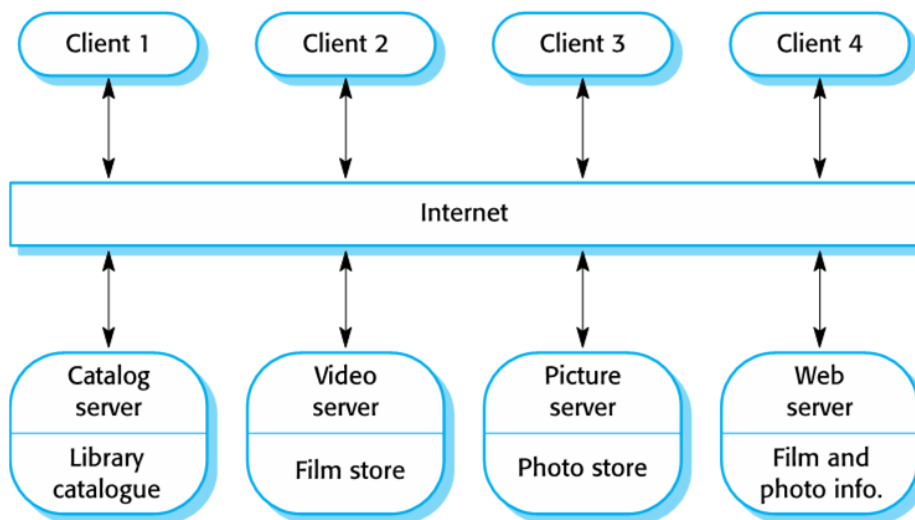 Client 1
Client 2
Client 3
Client 4
Internet
Catalog
server
Library
catalogue
Video
server
Film store
Picture
server
Photo store
Web
server
Film and
photo info.